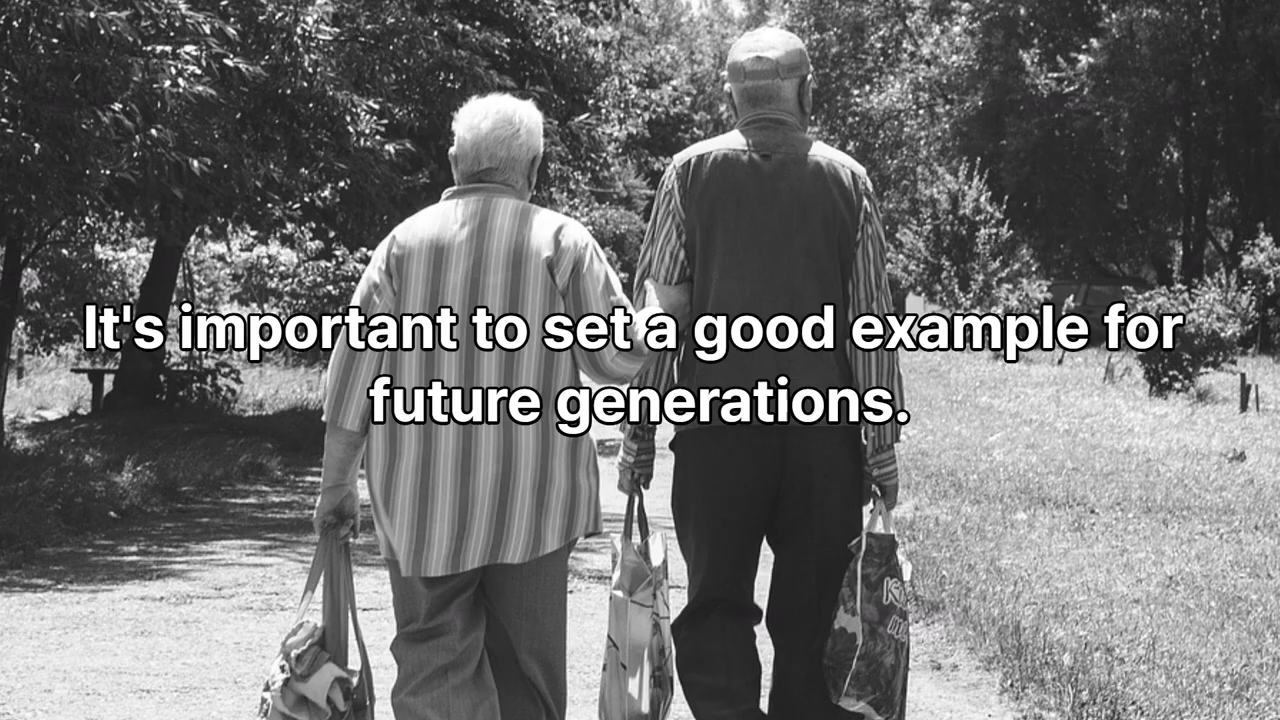 It's important to set a good example for
future generations.